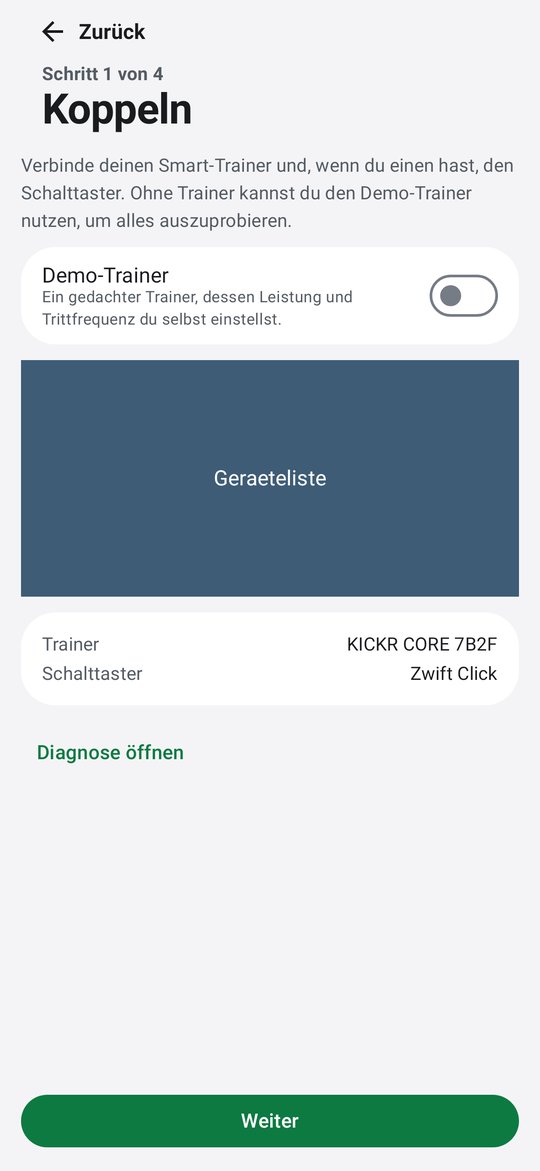 Zurück
Schritt 1 von 4
Koppeln
Verbinde deinen Smart-Trainer und, wenn du einen hast, den
Schalttaster. Ohne Trainer kannst du den Demo-Trainer
nutzen, um alles auszuprobieren.
Demo-Trainer
Ein gedachter Trainer, dessen Leistung und
Trittfrequenz du selbst einstellst.
Geraeteliste
Trainer KICKR CORE 7B2F
Schalttaster Zwift Click
Diagnose öffnen
Weiter